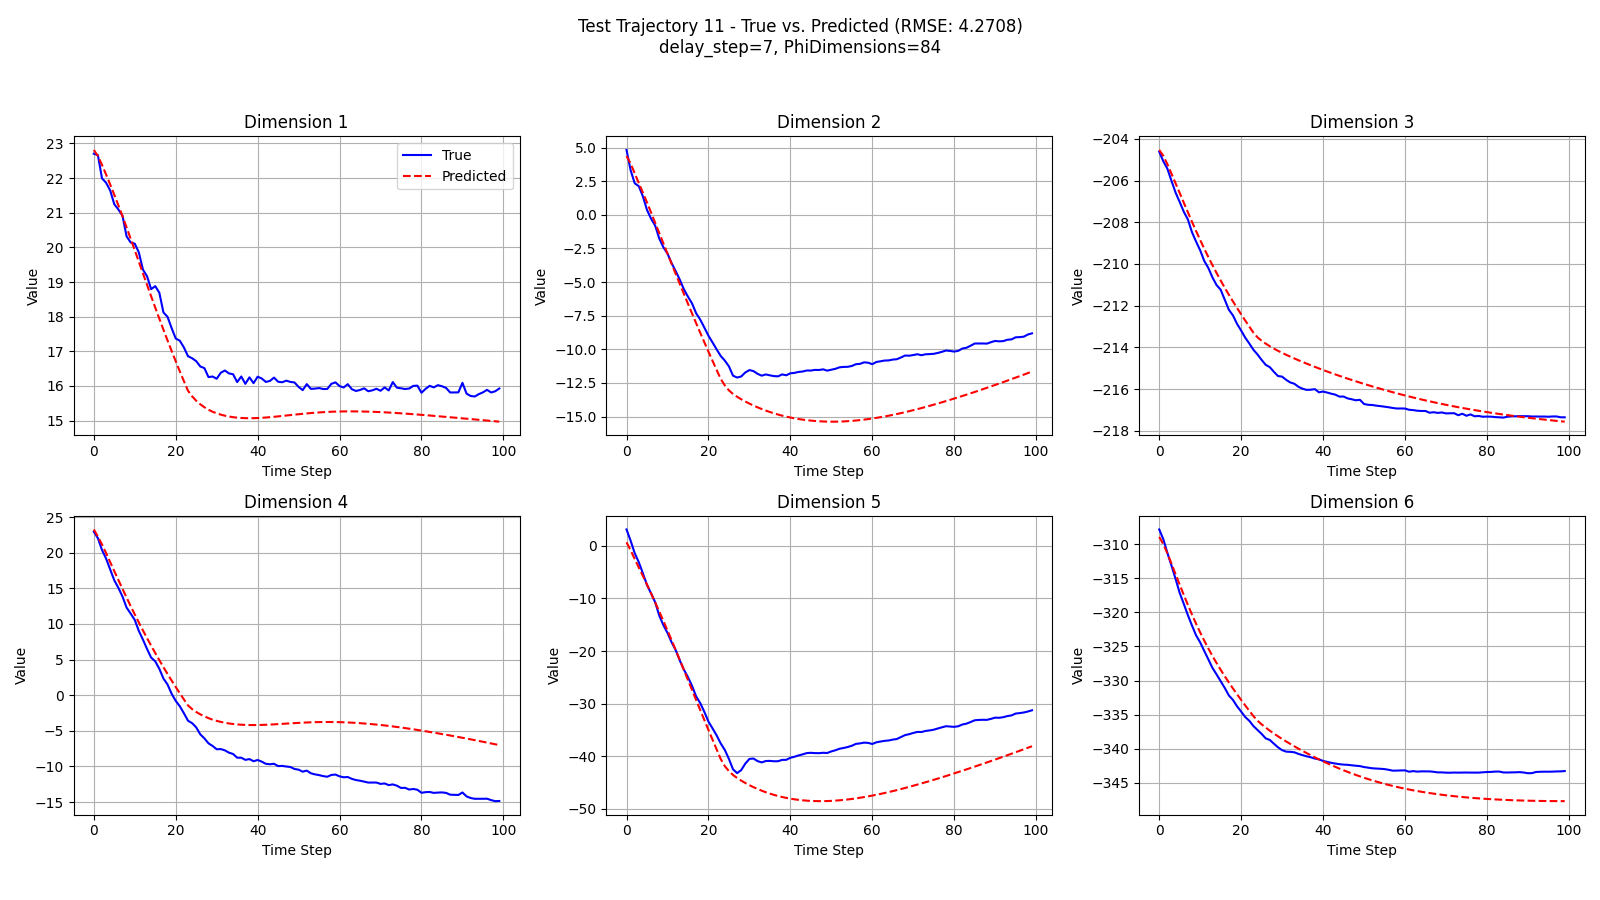 Test Trajectory 11 - True vs. Predicted (RMSE: 4.2708)
delay_step=7, PhiDimensions=84
Dimension 1
23
22
21
20
19
18
17
16
15
Value
0 20 40 60 80 100
Time Step
True
Predicted
Dimension 2
5.0
2.5
0.0
−2.5
−5.0
−7.5
−10.0
−12.5
−15.0
Value
0 20 40 60 80 100
Time Step
Dimension 3
−204
−206
−208
−210
−212
−214
−216
−218
Value
0 20 40 60 80 100
Time Step
Dimension 4
25
20
15
10
5
0
−5
−10
−15
Value
0 20 40 60 80 100
Time Step
Dimension 5
0
−10
−20
−30
−40
−50
Value
0 20 40 60 80 100
Time Step
Dimension 6
−310
−315
−320
−325
−330
−335
−340
−345
Value
0 20 40 60 80 100
Time Step